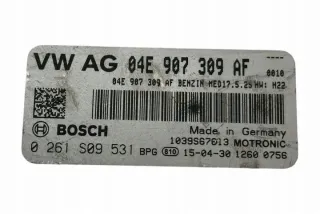 VW AG 04E 907 309 AF
0010
04E 907 309 AF BENZIN MED17.5.25 HW: H22
BOSCH
Made in Germany
1039S67613 MOTRONIC
0 261 S09 531 BPG e10 15-04-30 1260 0756